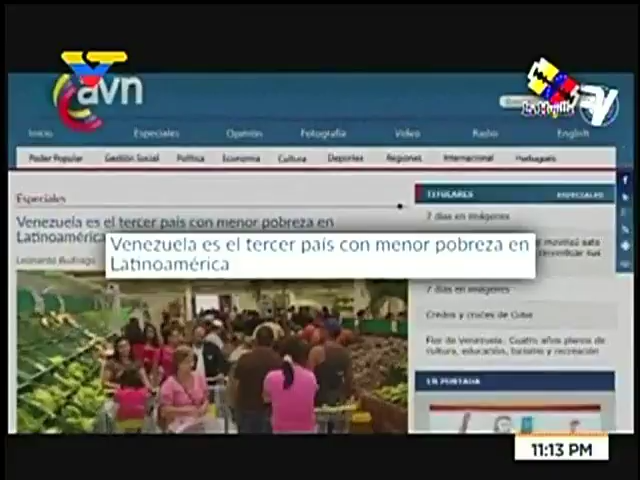 avn
La Hojilla
Inicio Especiales Opinión Fotografía Video Radio English
Poder Popular Gestión Social Política Economía Cultura Deportes Regiones Internacional Portugués
Especiales
Venezuela es el tercer país con menor pobreza en
Latinoamérica
Venezuela es el tercer país con menor pobreza en
Latinoamérica
TITULARES ESPECIALES
7 días en imágenes
7 días en imágenes
Credos y cruces de Cuba
Flor de Venezuela: Cuatro años plenos de
cultura, educación, turismo y recreación
EN PORTADA
11:13 PM